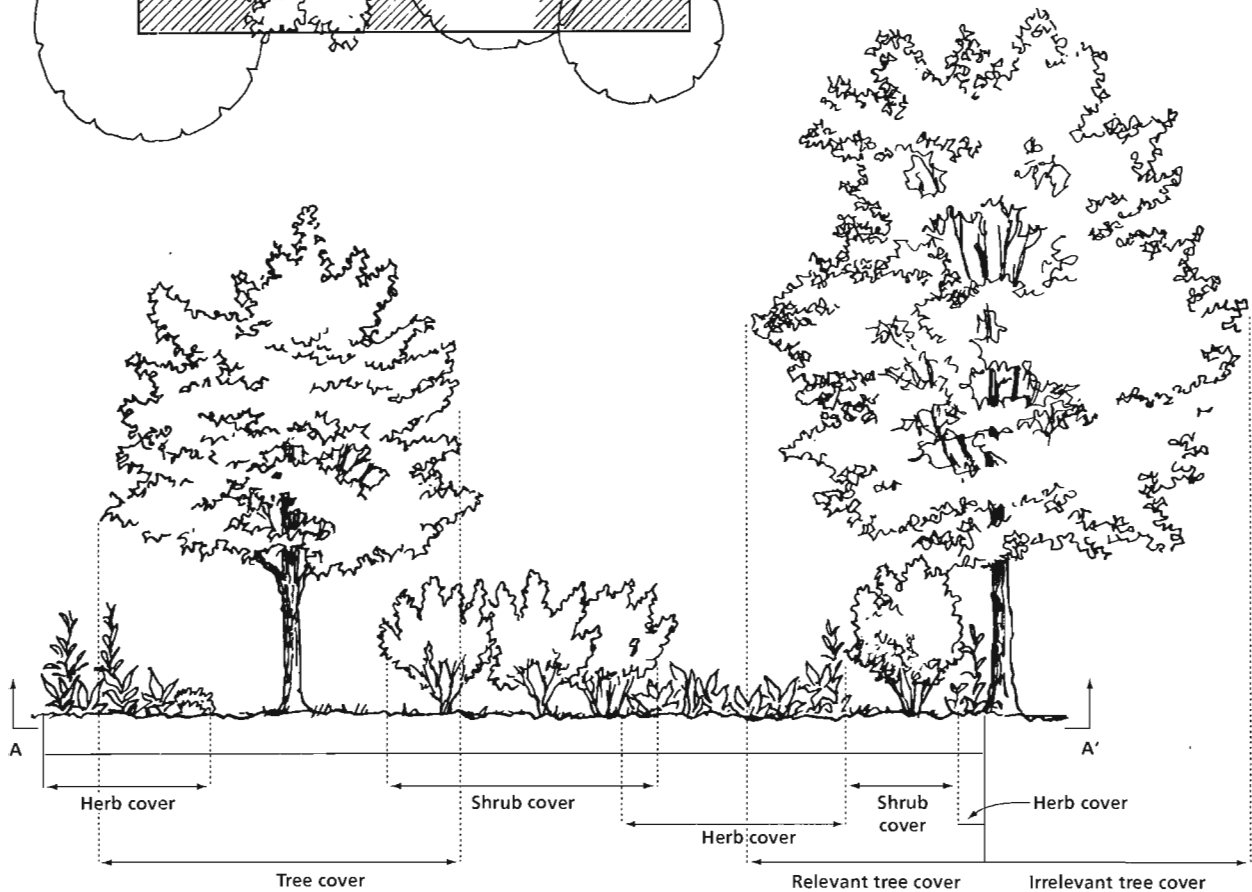 A
A'
Herb cover
Shrub cover
Shrub
cover
Herb cover
Herb cover
Tree cover
Relevant tree cover
Irrelevant tree cover